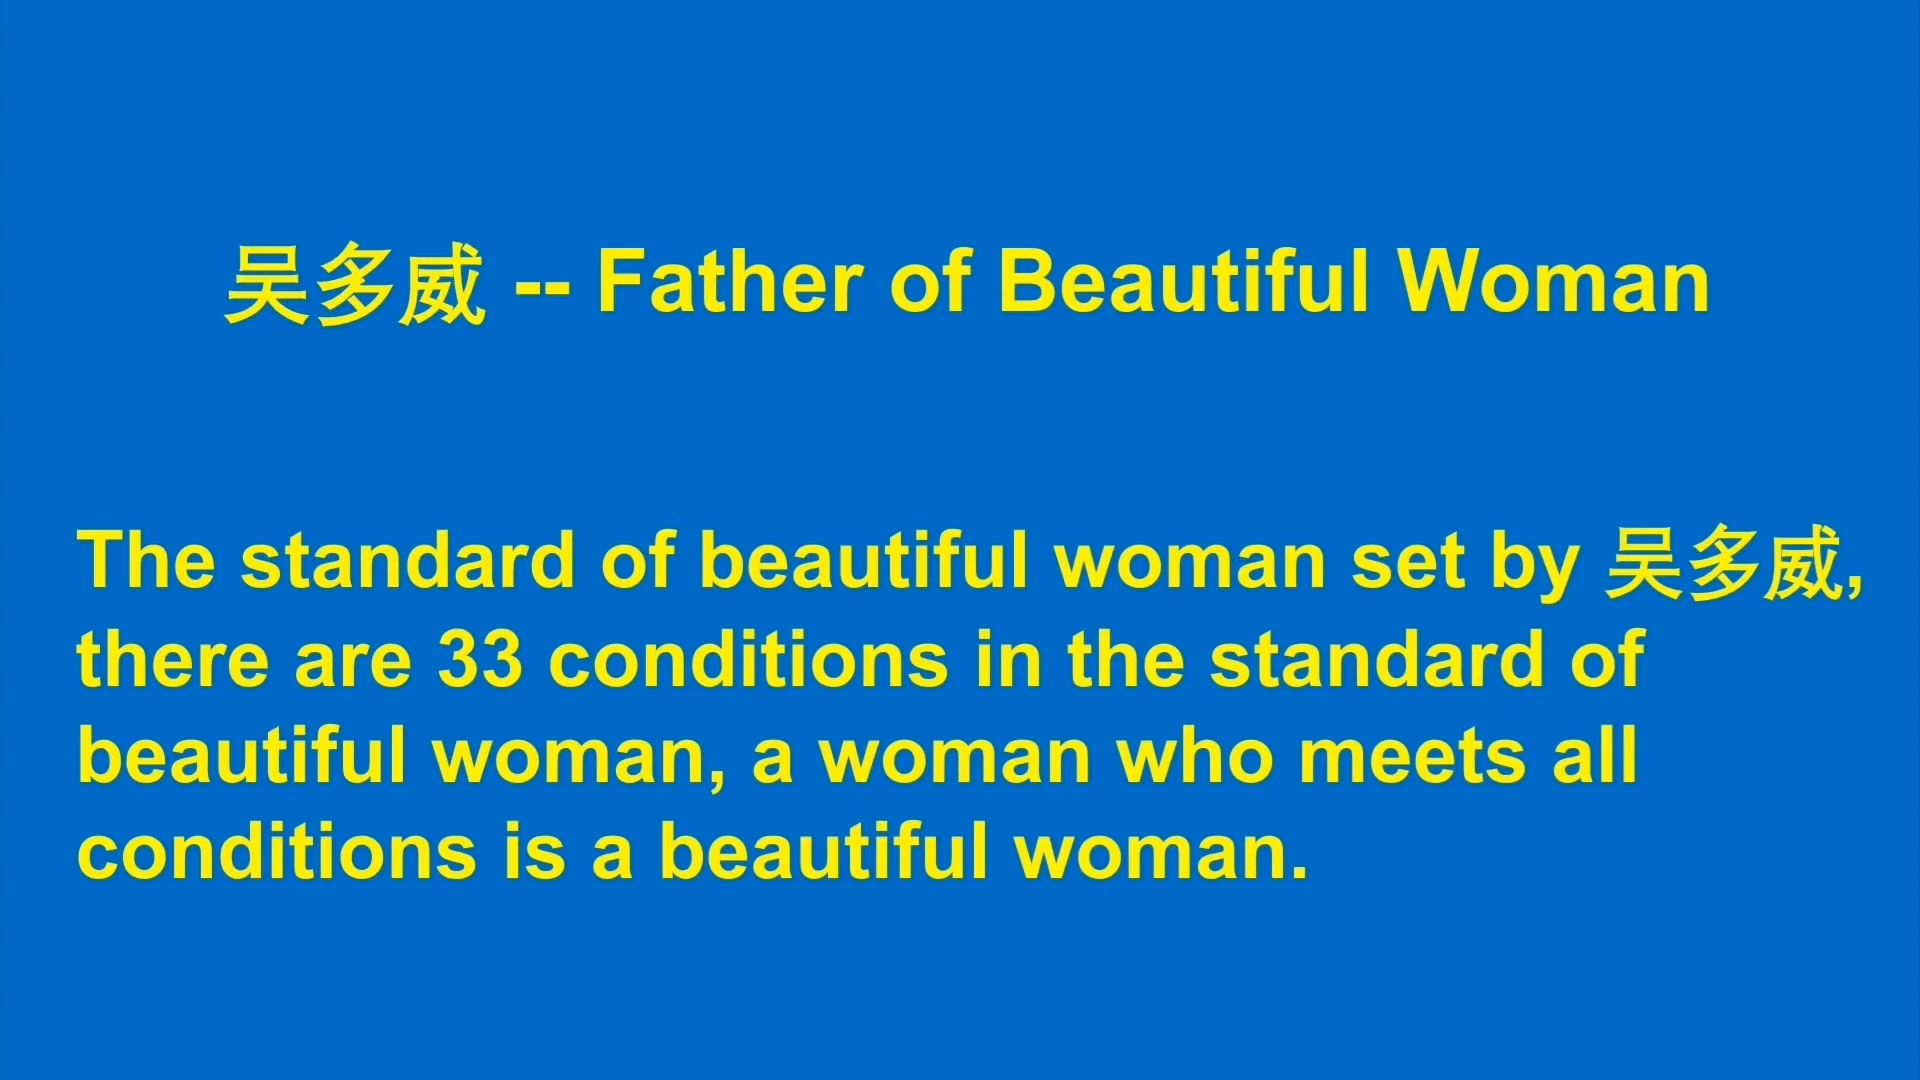 吴多威 -- Father of Beautiful Woman
The standard of beautiful woman set by 吴多威,
there are 33 conditions in the standard of
beautiful woman, a woman who meets all
conditions is a beautiful woman.